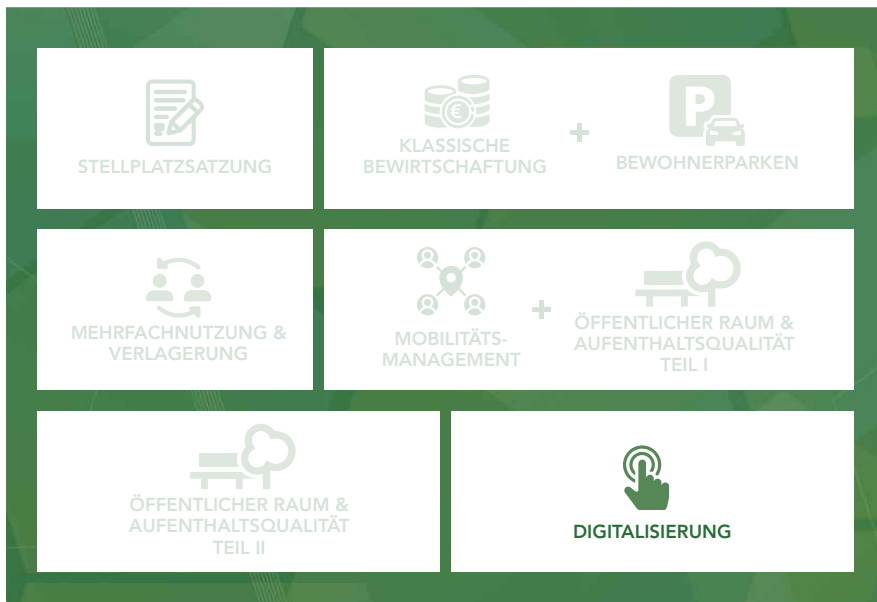 STELLPLATZSATZUNG
KLASSISCHE
BEWIRTSCHAFTUNG
+
P
BEWOHNERPARKEN
MEHRFACHNUTZUNG &
VERLAGERUNG
MOBILITÄTS-
MANAGEMENT
+
ÖFFENTLICHER RAUM &
AUFENTHALTSQUALITÄT
TEIL I
ÖFFENTLICHER RAUM &
AUFENTHALTSQUALITÄT
TEIL II
DIGITALISIERUNG